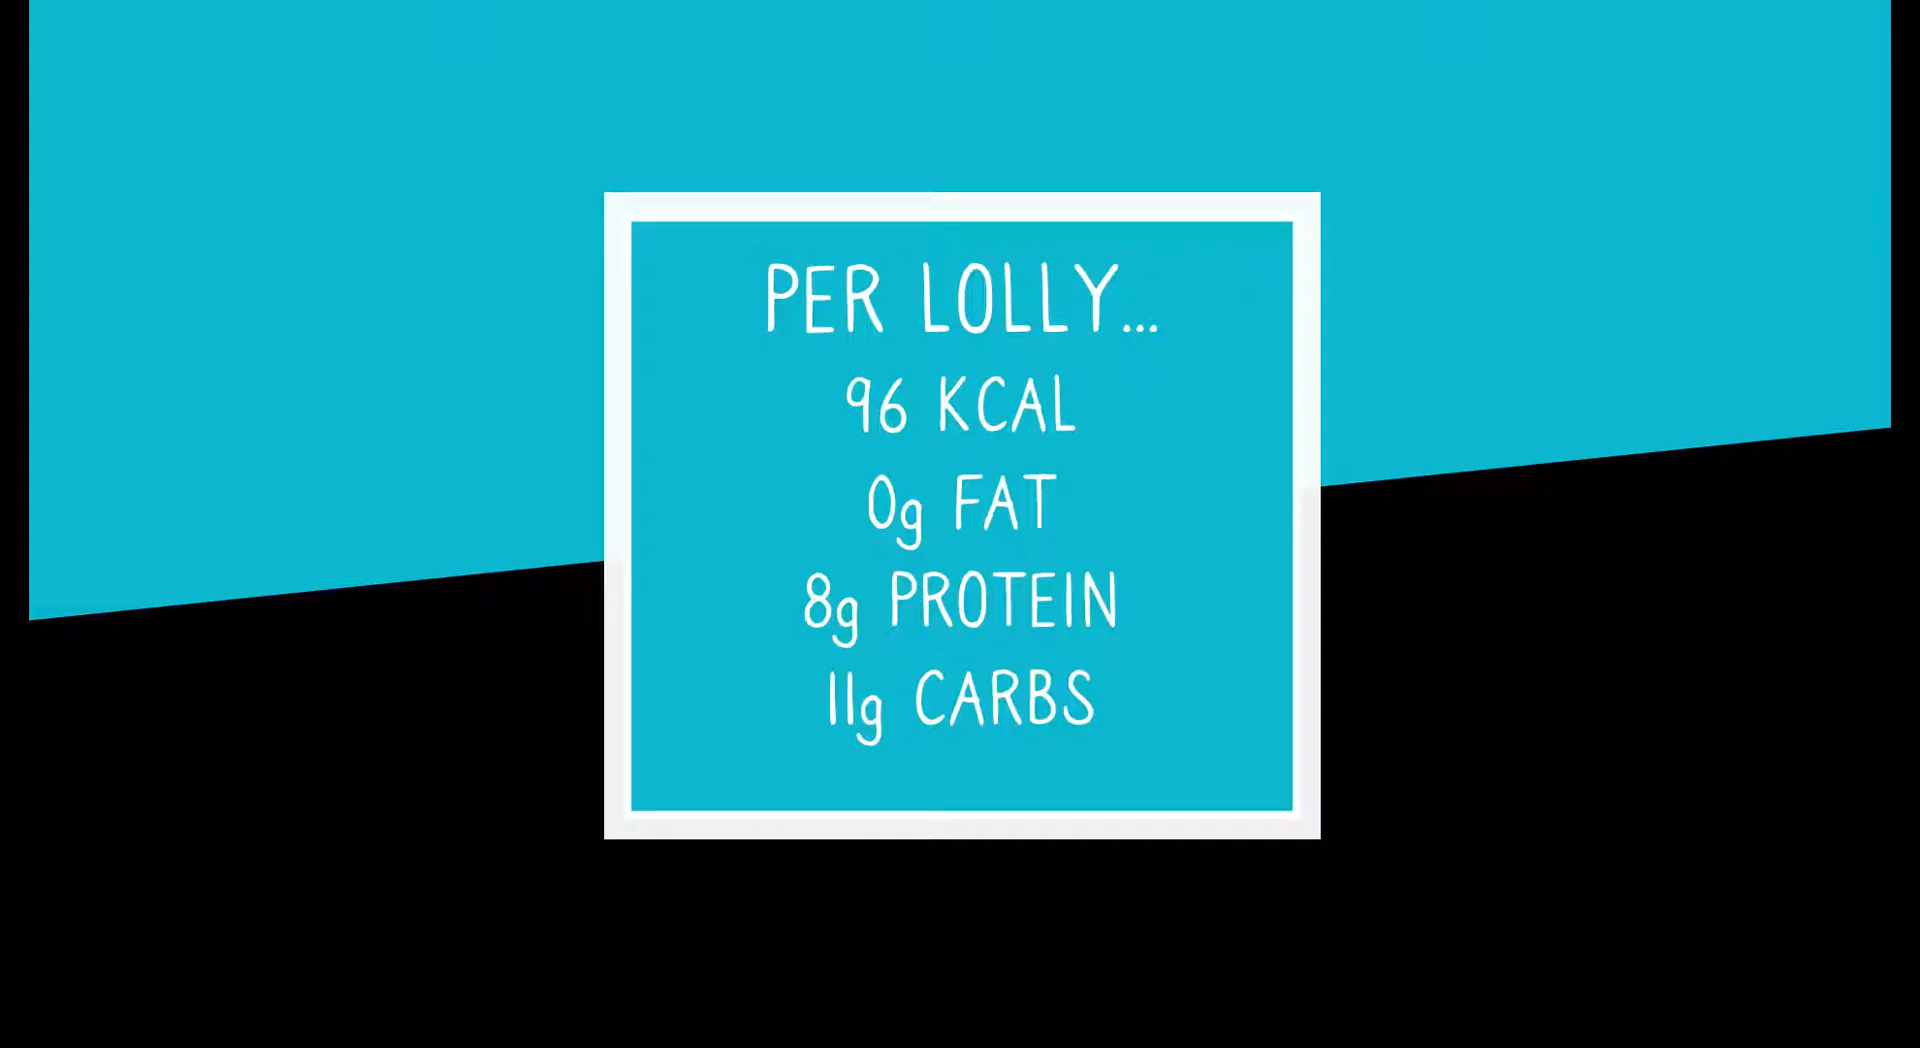 PER LOLLY...
96 KCAL
0g FAT
8g PROTEIN
11g CARBS